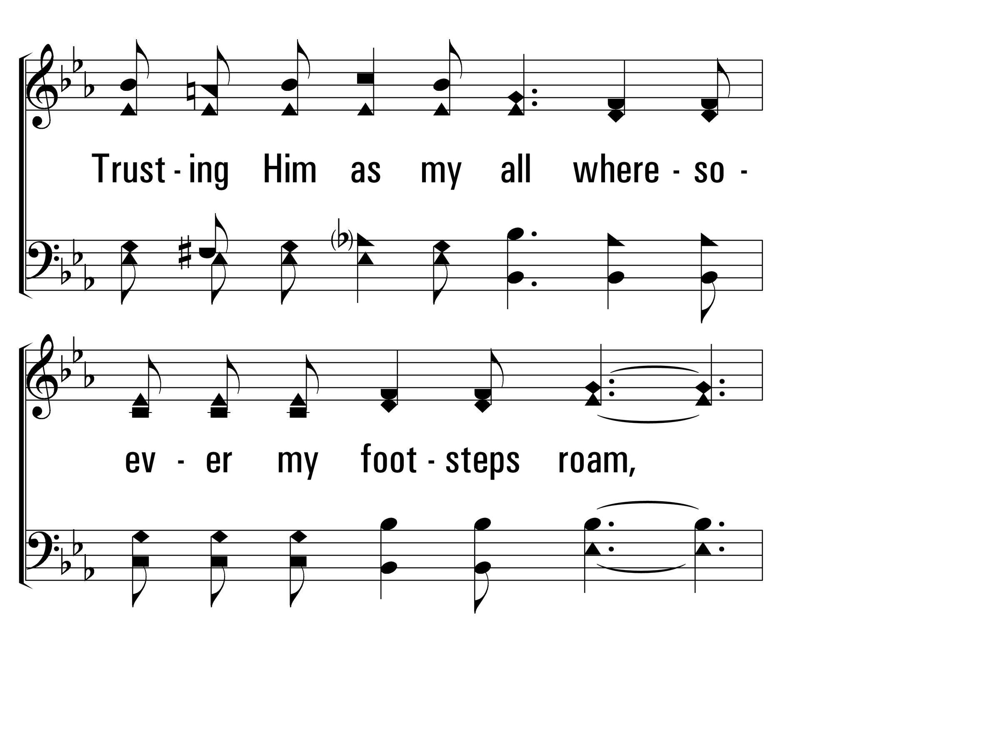 Trust - ing Him as my all where - so -
ev - er my foot - steps roam,